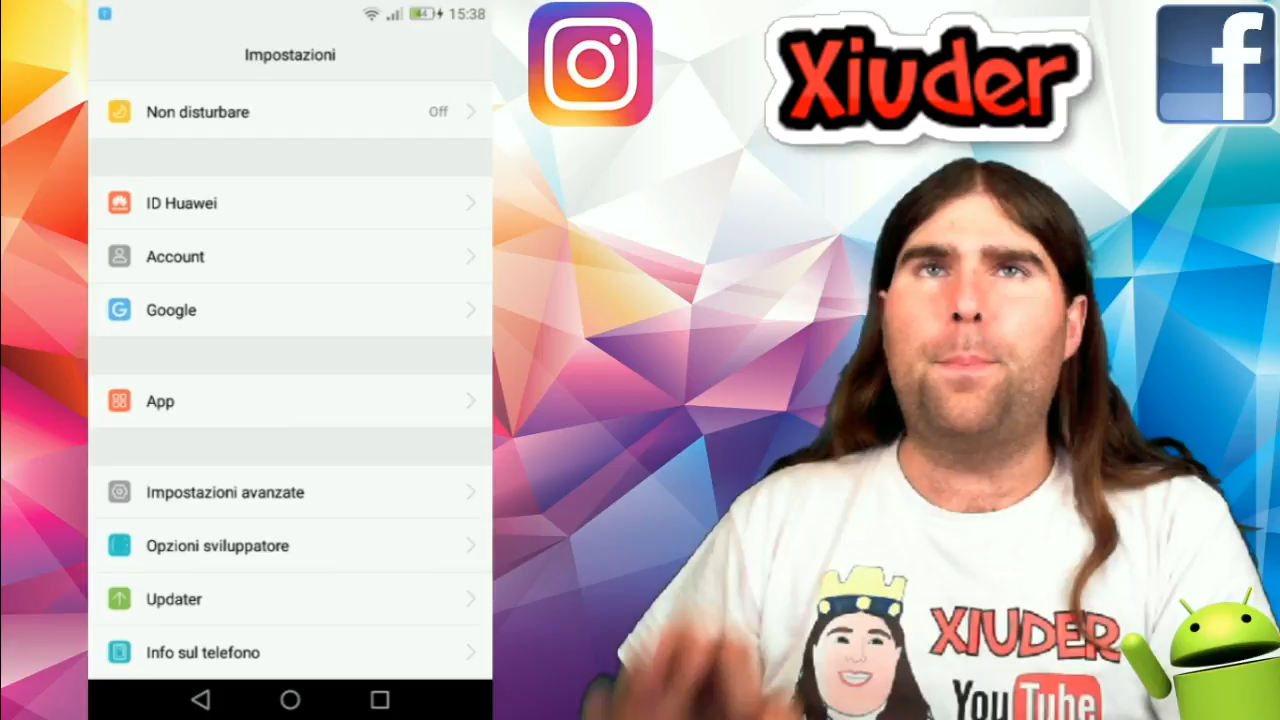 44
15:38
Impostazioni
Non disturbare
Off
ID Huawei
Account
Google
App
Impostazioni avanzate
Opzioni sviluppatore
Updater
Info sul telefono
Xiuder
f
XIUDER
YouTube